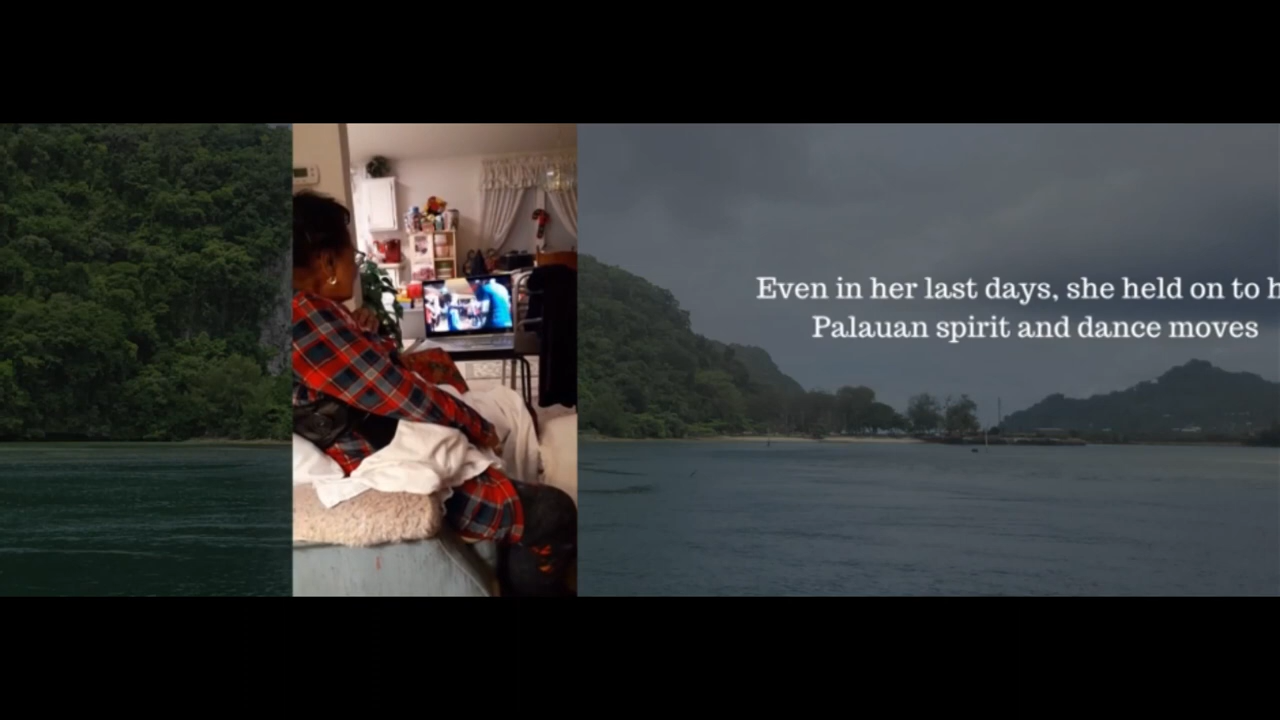 Even in her last days, she held on to h
Palauan spirit and dance moves